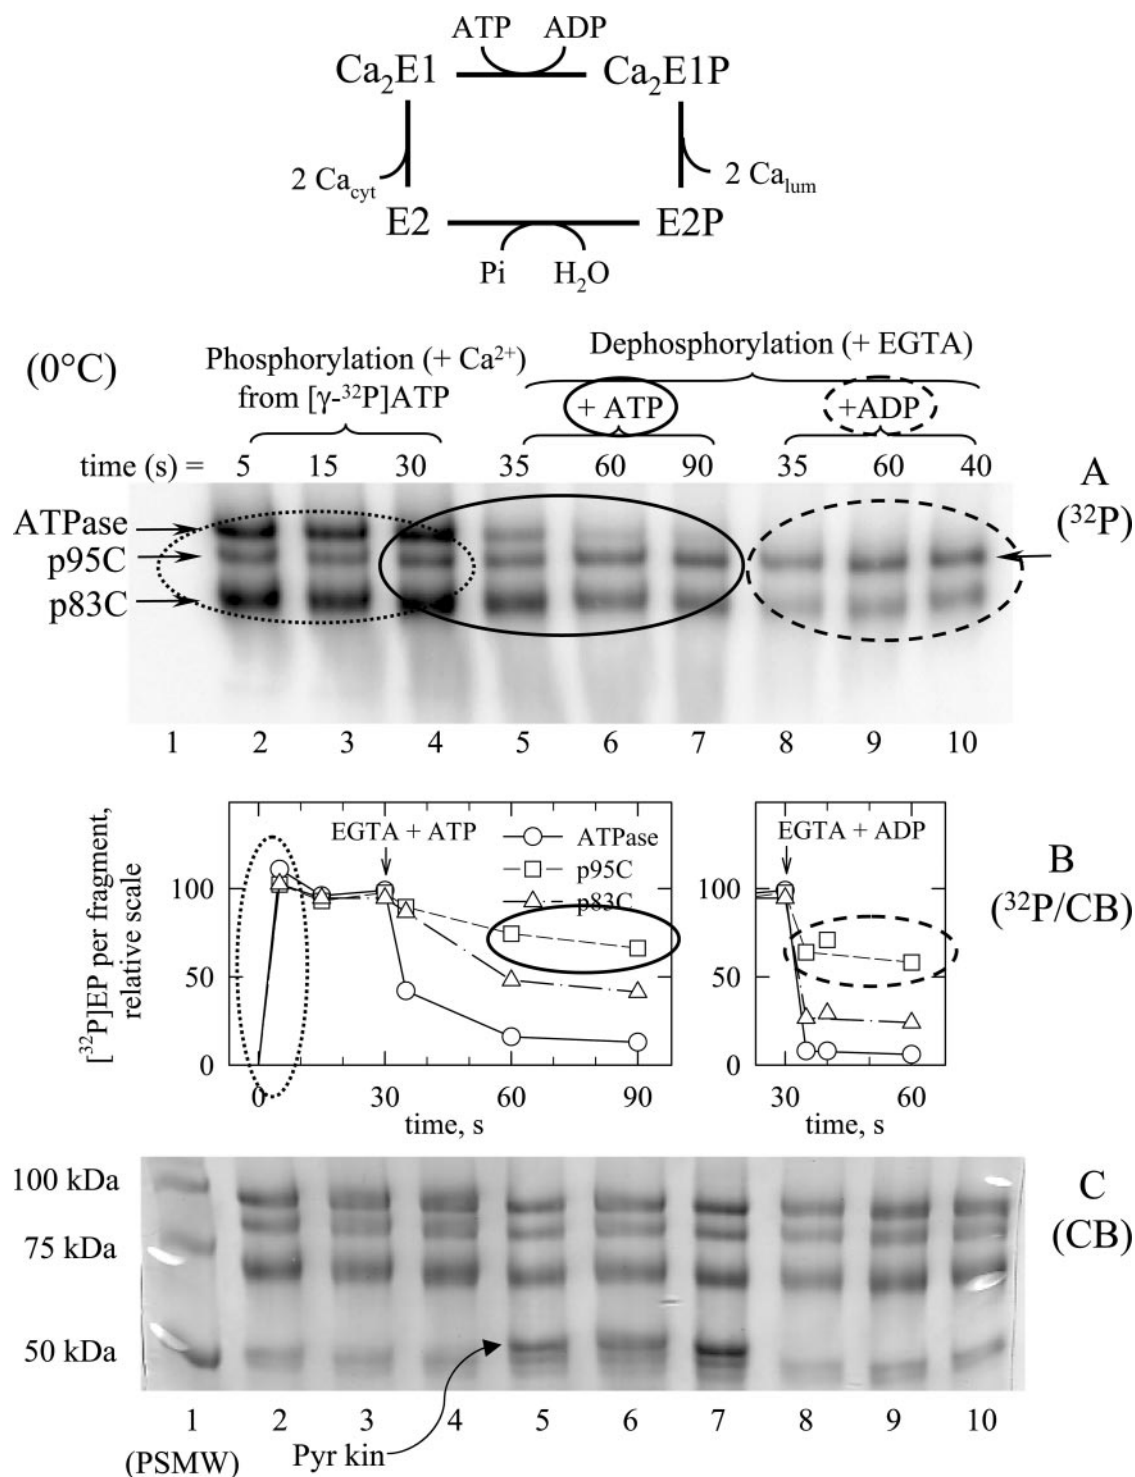 ATP ADP
Ca₂E1 Ca₂E1P
2 Ca_cyt 2 Ca_lum
E2 E2P
Pi H₂O
(0°C)
Phosphorylation (+ Ca²⁺)
from [γ-³²P]ATP
Dephosphorylation (+ EGTA)
+ ATP +ADP
time (s) = 5 15 30 35 60 90 35 60 40
A
(³²P)
ATPase
p95C
p83C
1 2 3 4 5 6 7 8 9 10
[³²P]EP per fragment,
relative scale
100
50
0
EGTA + ATP
ATPase
p95C
p83C
0 30 60 90
time, s
100
50
0
EGTA + ADP
30 60
time, s
B
(³²P/CB)
100 kDa
75 kDa
50 kDa
C
(CB)
1 2 3 4 5 6 7 8 9 10
(PSMW) Pyr kin